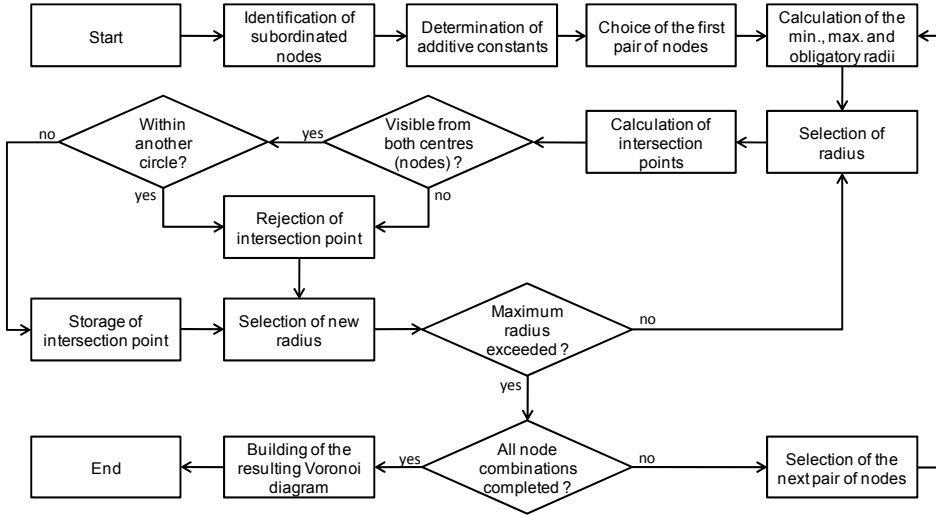 Start
Identification of
subordinated
nodes
Determination of
additive constants
Choice of the first
pair of nodes
Calculation of the
min., max. and
obligatory radii
no
Within
another
circle?
yes
Visible from
both centres
(nodes) ?
Calculation of
intersection
points
Selection of
radius
yes
no
Rejection of
intersection point
Storage of
intersection point
Selection of new
radius
Maximum
radius
exceeded ?
no
yes
End
Building of the
resulting Voronoi
diagram
yes
All node
combinations
completed ?
no
Selection of the
next pair of nodes